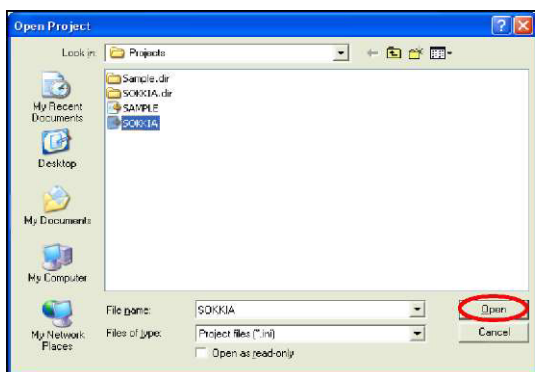 Open Project
Look in:
Projects
Sample.dir
SOKKIA.dir
SAMPLE
SOKKIA
My Recent
Documents
Desktop
My Documents
My Computer
My Network
Places
File name:
SOKKIA
Open
Files of type:
Project files (*.ini)
Cancel
Open as read-only